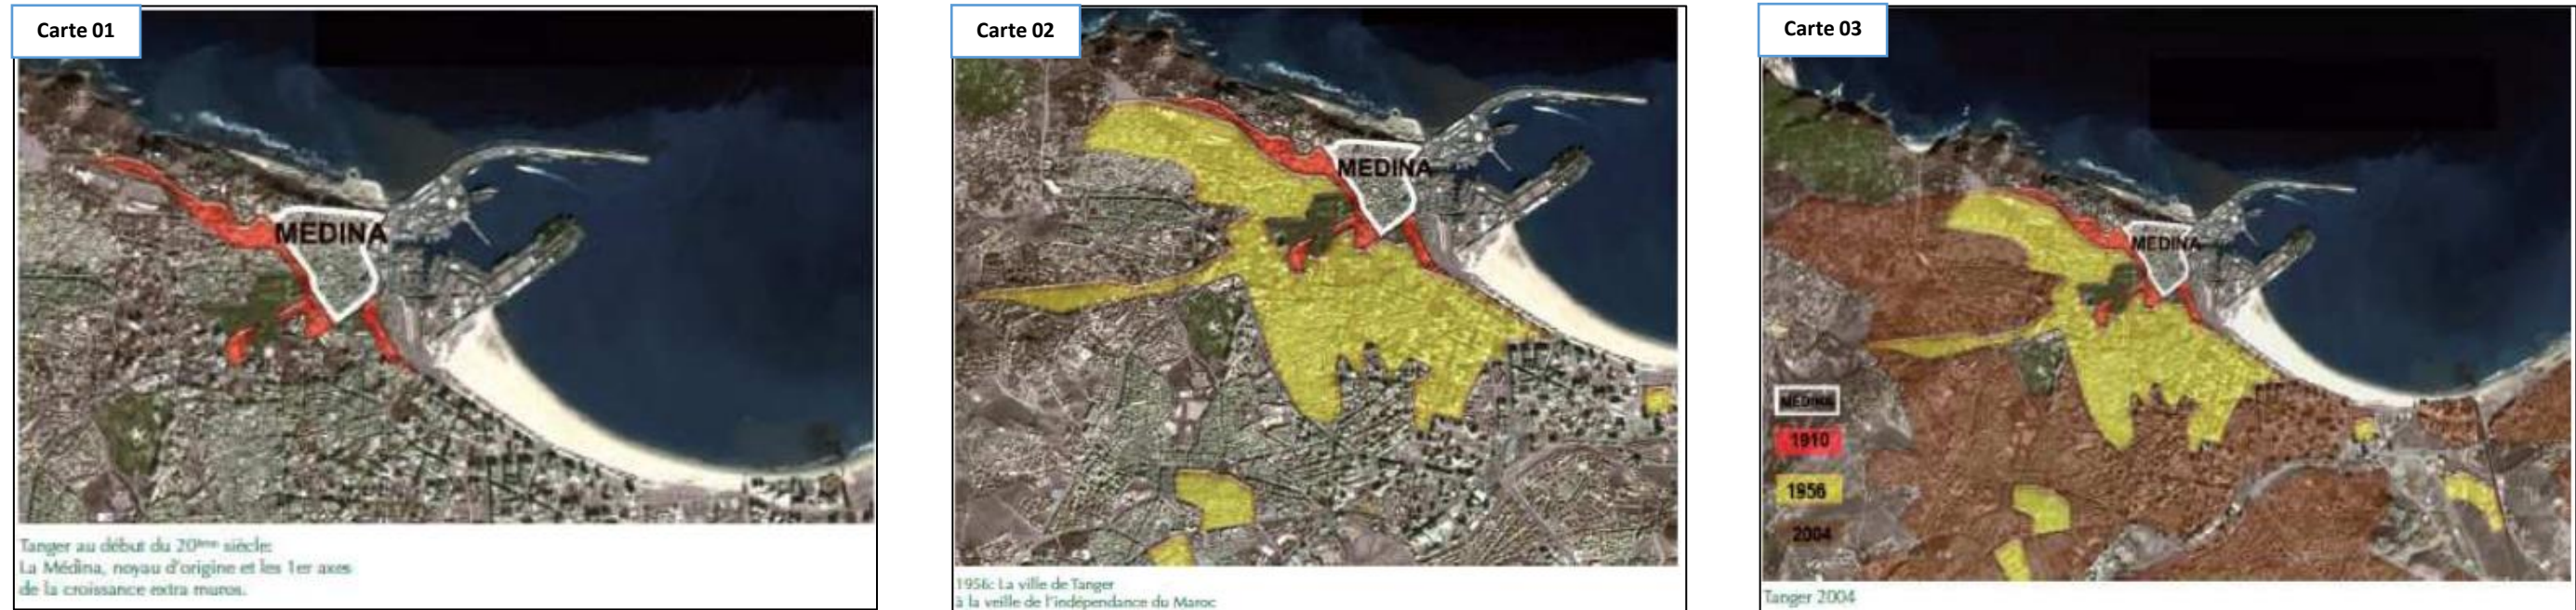 Carte 01
MEDINA
Tanger au début du 20ème siècle:
La Médina, noyau d'origine et les 1er axes
de la croissance extra muros.
Carte 02
MEDINA
1956: La ville de Tanger
à la veille de l'indépendance du Maroc
Carte 03
MEDINA
MEDINA
1910
1956
2004
Tanger 2004